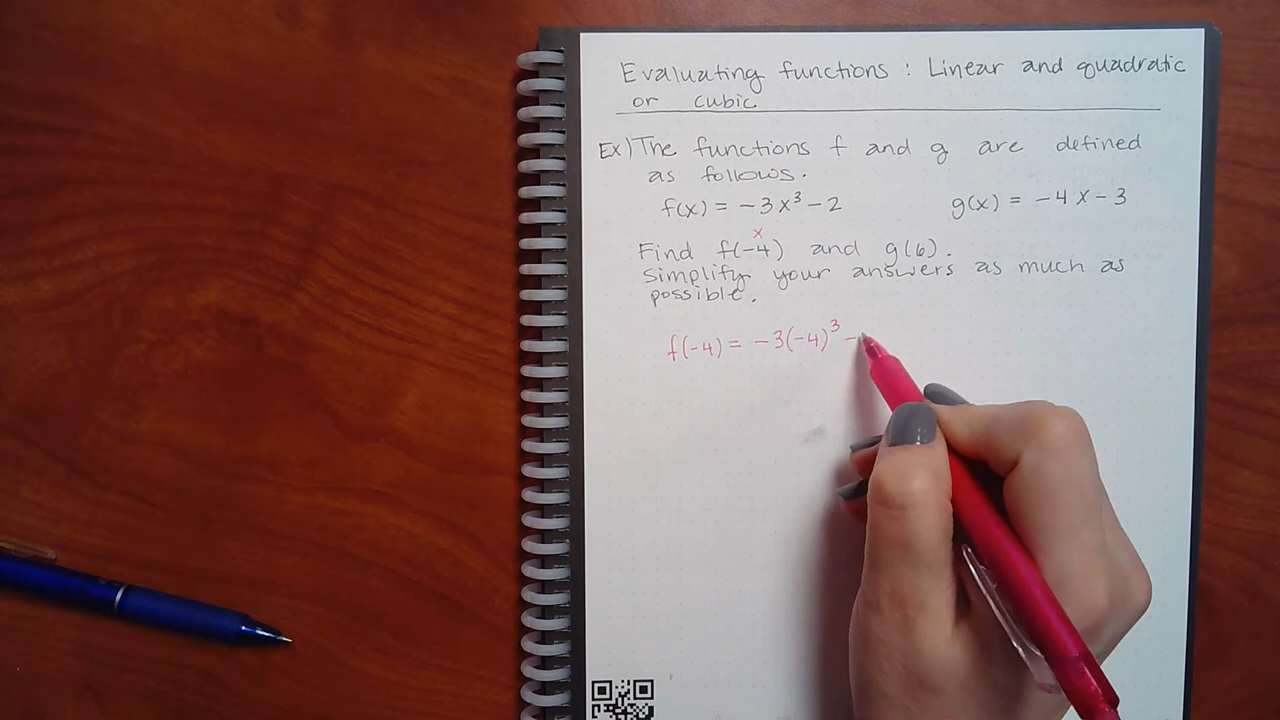 Evaluating functions : Linear and quadratic
or cubic
Ex) The functions f and g are defined
as follows.
f(x) = -3x³ - 2 g(x) = -4x - 3
x
Find f(-4) and g(6).
Simplify your answers as much as
possible.
f(-4) = -3(-4)³ -